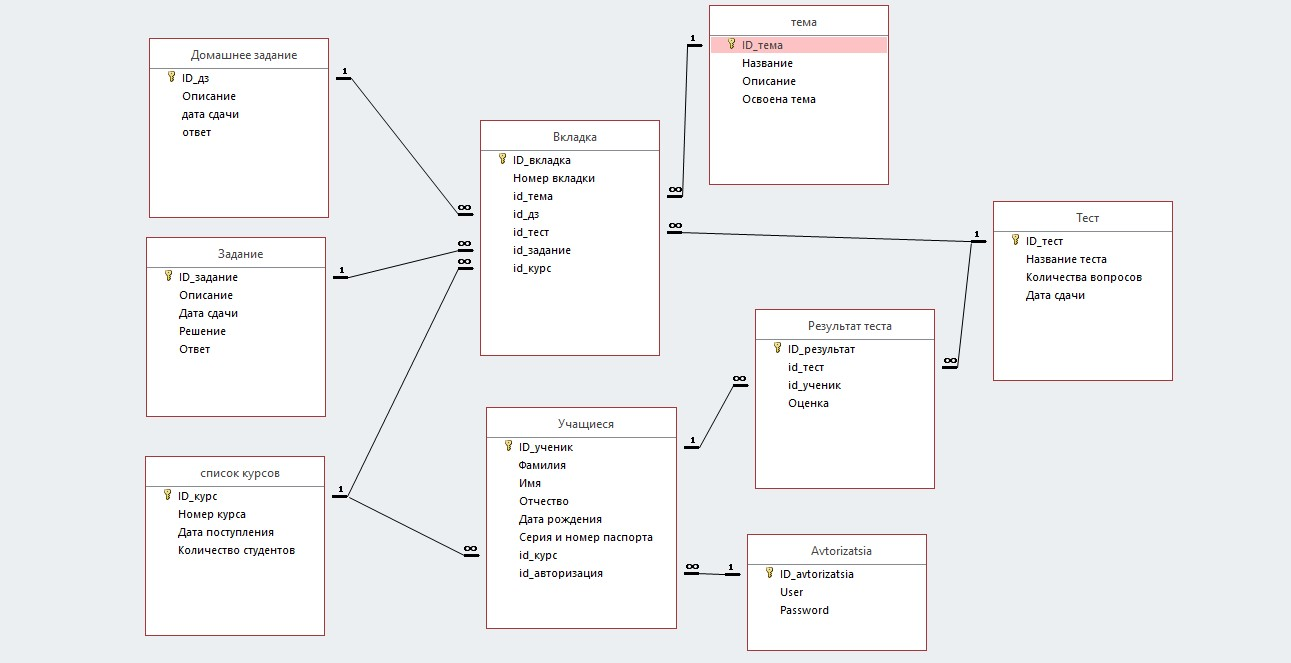 Домашнее задание
ID_дз
Описание
дата сдачи
ответ
1
∞
Задание
ID_задание
Описание
Дата сдачи
Решение
Ответ
1
∞
список курсов
ID_курс
Номер курса
Дата поступления
Количество студентов
1
∞
∞
Вкладка
ID_вкладка
Номер вкладки
id_тема
id_дз
id_тест
id_задание
id_курс
∞
1
∞
1
тема
ID_тема
Название
Описание
Освоена тема
Тест
ID_тест
Название теста
Количества вопросов
Дата сдачи
∞
Результат теста
ID_результат
id_тест
id_ученик
Оценка
∞
1
Учащиеся
ID_ученик
Фамилия
Имя
Отчество
Дата рождения
Серия и номер паспорта
id_курс
id_авторизация
∞
1
Avtorizatsia
ID_avtorizatsia
User
Password